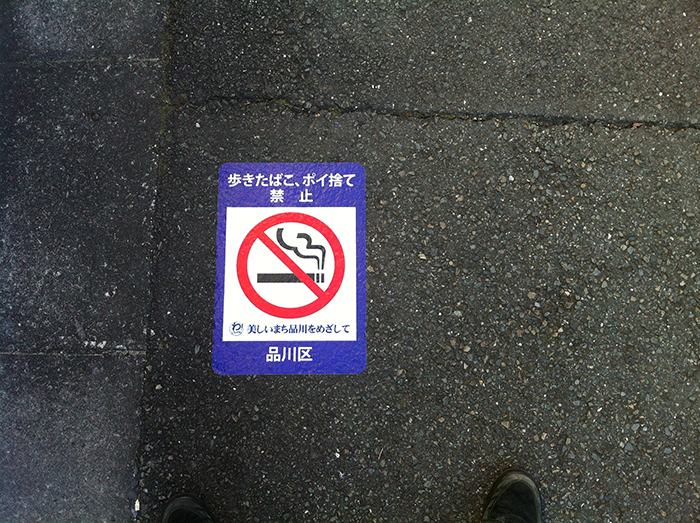 歩きたばこ、ポイ捨て
禁 止
わ!
美しいまち品川をめざして
品川区